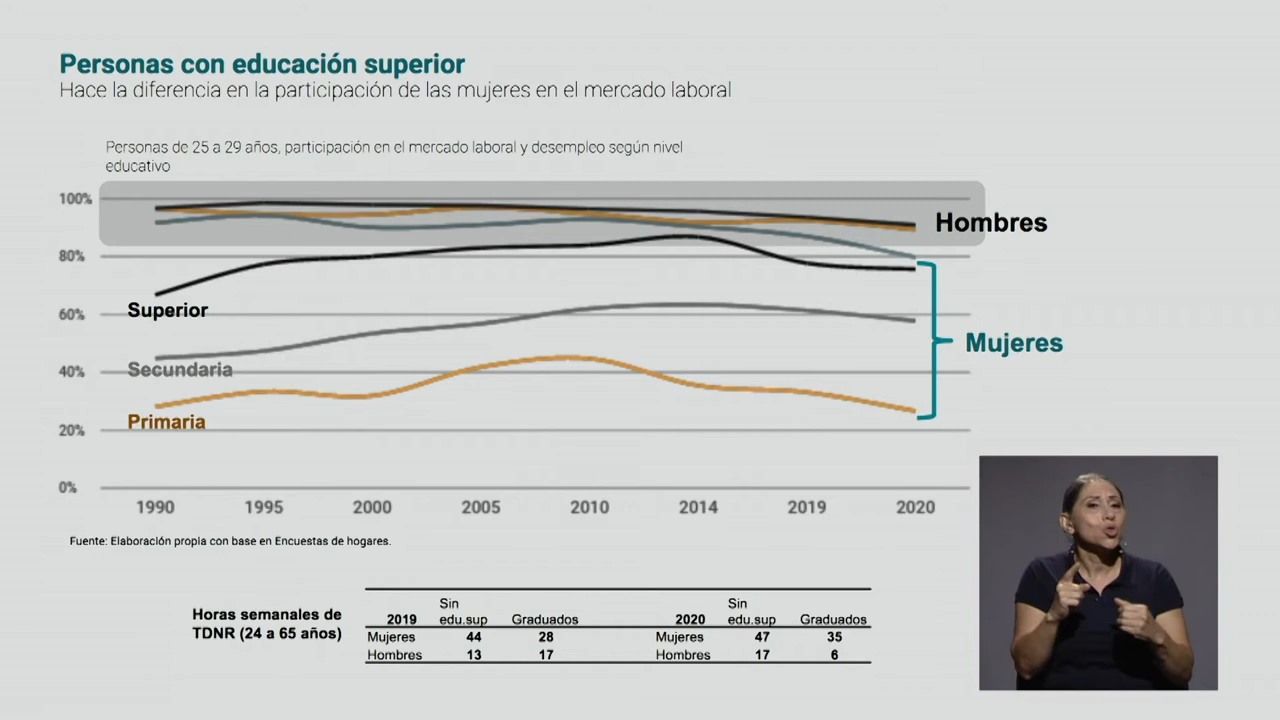 Personas con educación superior
Hace la diferencia en la participación de las mujeres en el mercado laboral
Personas de 25 a 29 años, participación en el mercado laboral y desempleo según nivel
educativo
100%
80%
60%
40%
20%
0%
Hombres
Mujeres
Superior
Secundaria
Primaria
1990 1995 2000 2005 2010 2014 2019 2020
Fuente: Elaboración propia con base en Encuestas de hogares.
Horas semanales de
TDNR (24 a 65 años)
Sin
2019 edu.sup Graduados
Mujeres 44 28
Hombres 13 17
Sin
2020 edu.sup Graduados
Mujeres 47 35
Hombres 17 6